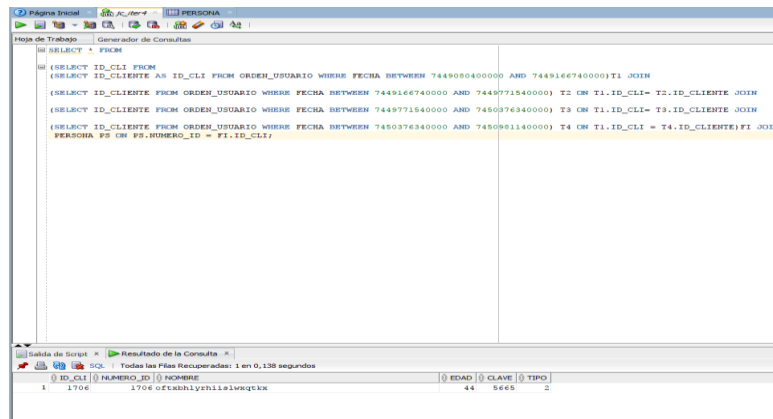 Página Inicial jc_iter4 PERSONA
Hoja de Trabajo Generador de Consultas
SELECT * FROM
(SELECT ID_CLI FROM
(SELECT ID_CLIENTE AS ID_CLI FROM ORDEN_USUARIO WHERE FECHA BETWEEN 7449080400000 AND 7449166740000)T1 JOIN
(SELECT ID_CLIENTE FROM ORDEN_USUARIO WHERE FECHA BETWEEN 7449166740000 AND 7449771540000) T2 ON T1.ID_CLI= T2.ID_CLIENTE JOIN
(SELECT ID_CLIENTE FROM ORDEN_USUARIO WHERE FECHA BETWEEN 7449771540000 AND 7450376340000) T3 ON T1.ID_CLI= T3.ID_CLIENTE JOIN
(SELECT ID_CLIENTE FROM ORDEN_USUARIO WHERE FECHA BETWEEN 7450376340000 AND 7450981140000) T4 ON T1.ID_CLI = T4.ID_CLIENTE)FI JOI
PERSONA PS ON PS.NUMERO_ID = FI.ID_CLI;
Salida de Script Resultado de la Consulta
SQL | Todas las Filas Recuperadas: 1 en 0,138 segundos
ID_CLI NUMERO_ID NOMBRE EDAD CLAVE TIPO
1 1706 1706 oftxbhlyrhiislwxqtkx 44 5665 2